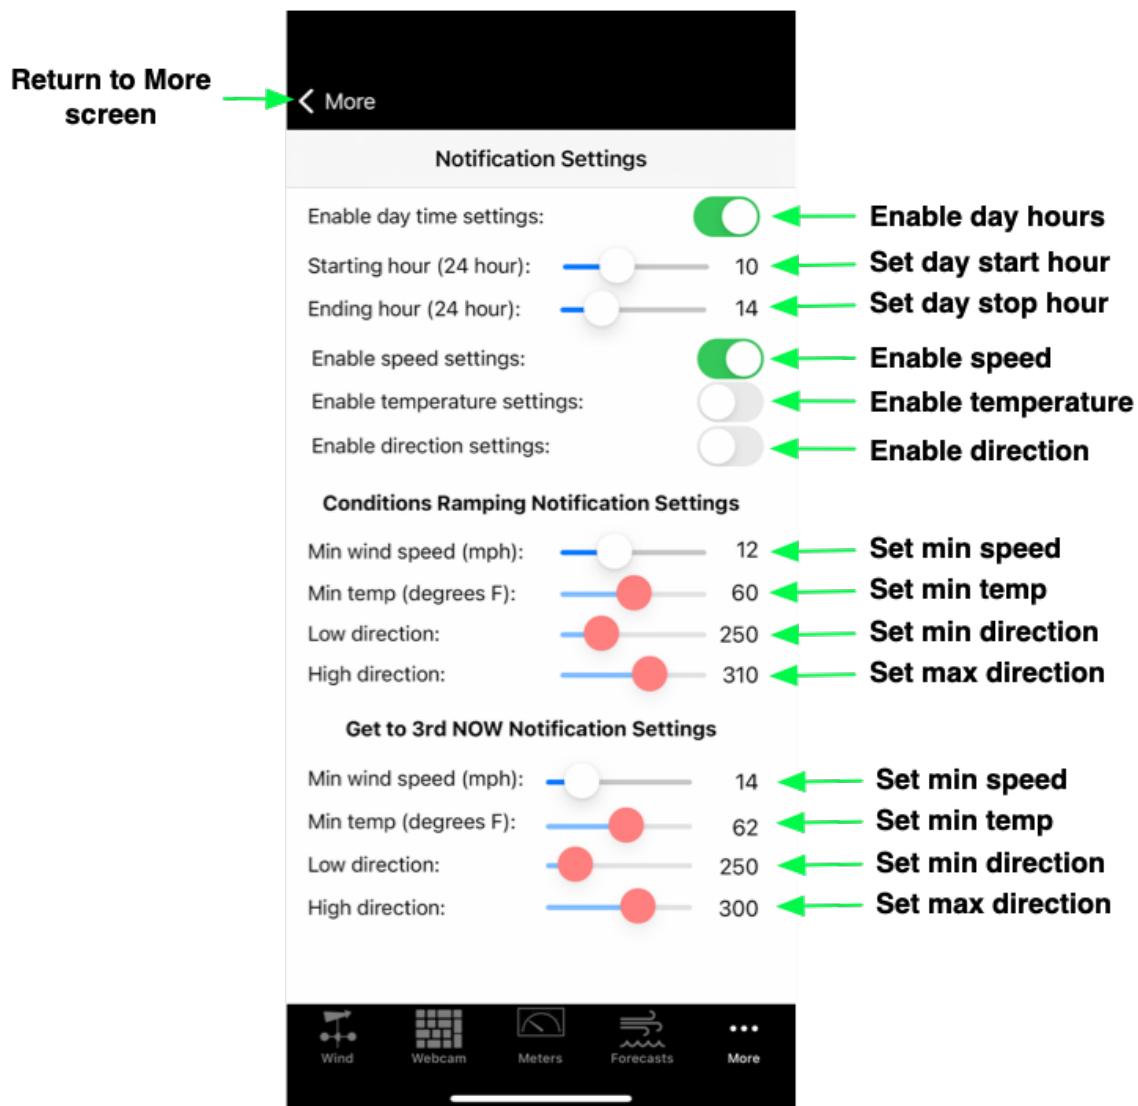 Return to More
screen
More
Notification Settings
Enable day time settings:
Enable day hours
Starting hour (24 hour):
10
Set day start hour
Ending hour (24 hour):
14
Set day stop hour
Enable speed settings:
Enable speed
Enable temperature settings:
Enable temperature
Enable direction settings:
Enable direction
Conditions Ramping Notification Settings
Min wind speed (mph):
12
Set min speed
Min temp (degrees F):
60
Set min temp
Low direction:
250
Set min direction
High direction:
310
Set max direction
Get to 3rd NOW Notification Settings
Min wind speed (mph):
14
Set min speed
Min temp (degrees F):
62
Set min temp
Low direction:
250
Set min direction
High direction:
300
Set max direction
Wind
Webcam
Meters
Forecasts
More